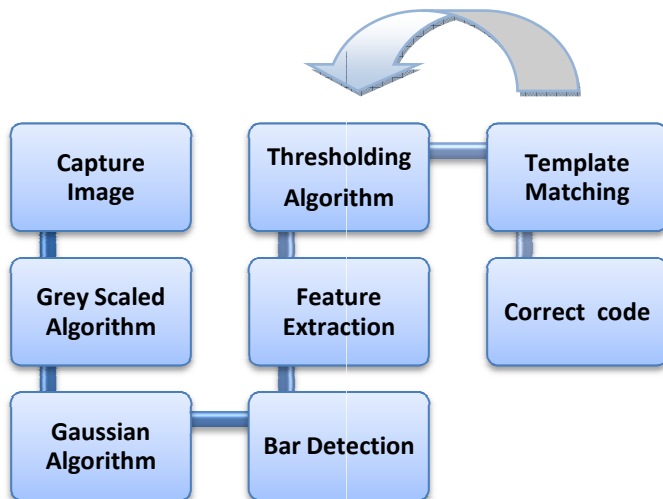 Capture
Image
Grey Scaled
Algorithm
Gaussian
Algorithm
Bar Detection
Feature
Extraction
Thresholding
Algorithm
Template
Matching
Correct code